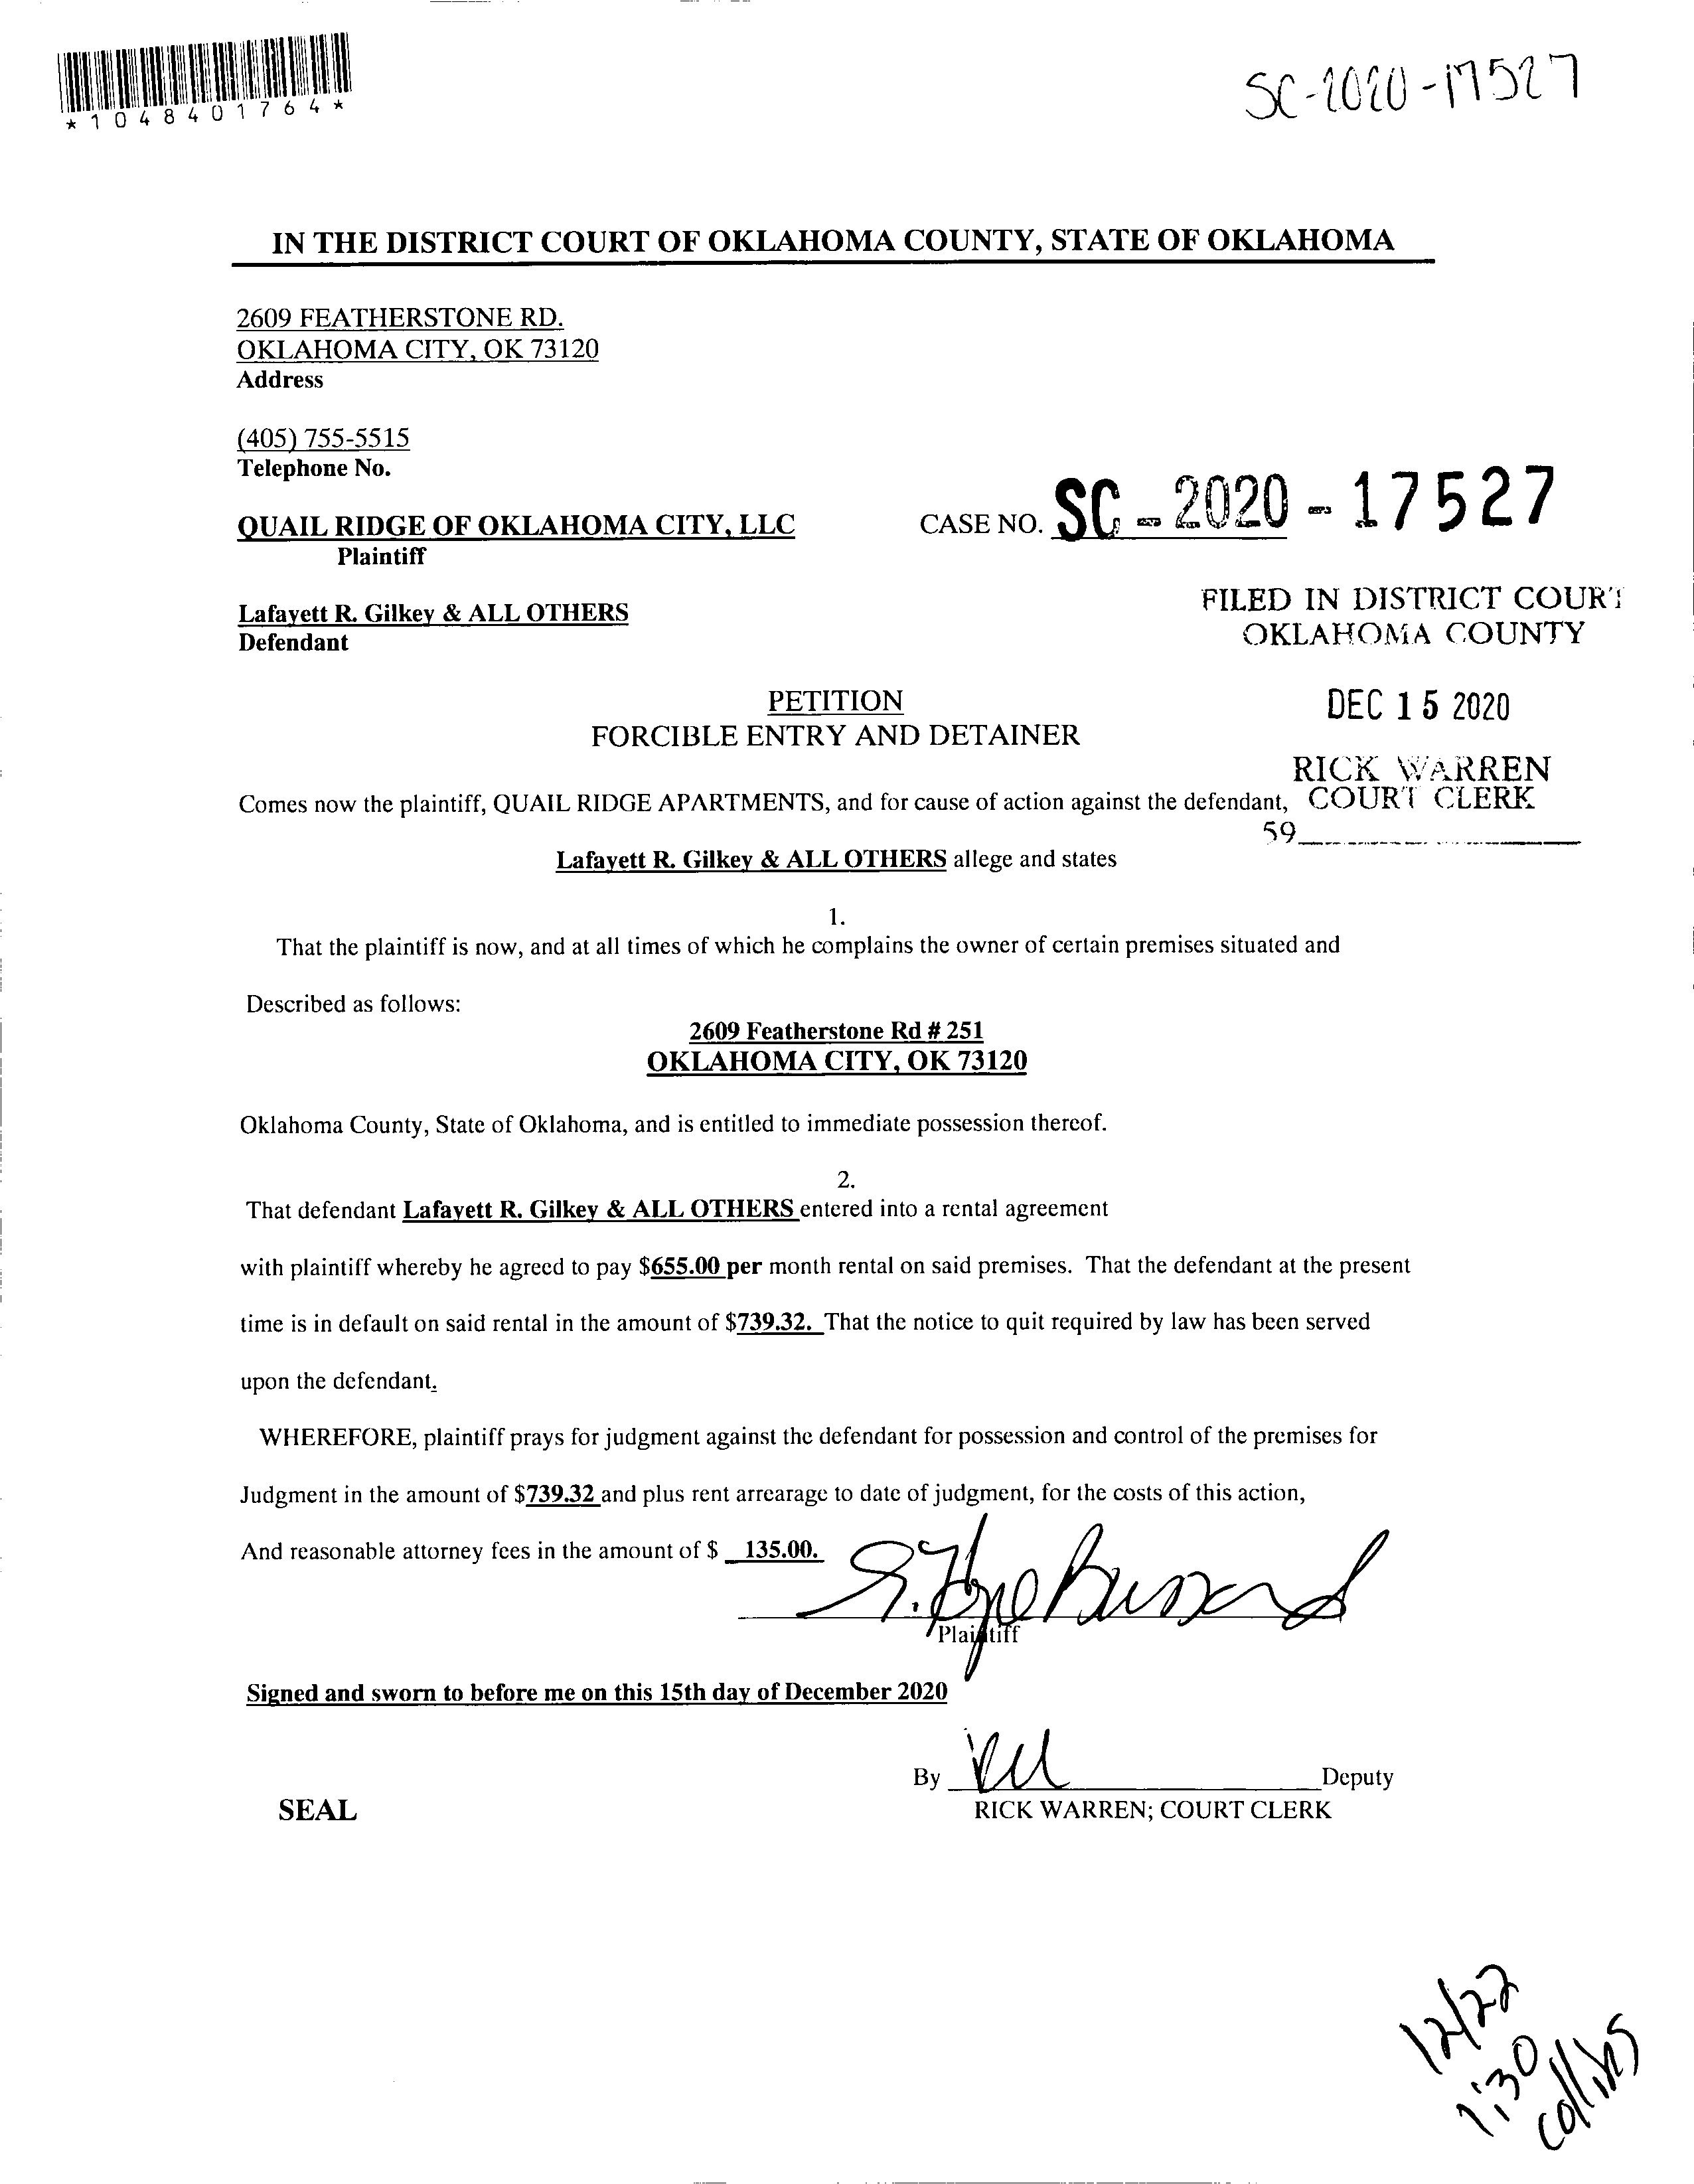 *1048401764*
SC-2020-17527
IN THE DISTRICT COURT OF OKLAHOMA COUNTY, STATE OF OKLAHOMA
2609 FEATHERSTONE RD.
OKLAHOMA CITY, OK 73120
Address
(405) 755-5515
Telephone No.
QUAIL RIDGE OF OKLAHOMA CITY, LLC
Plaintiff
CASE NO. SC-2020-17527
Lafayett R. Gilkey & ALL OTHERS
Defendant
FILED IN DISTRICT COURT
OKLAHOMA COUNTY
DEC 15 2020
RICK WARREN
COURT CLERK
59
PETITION
FORCIBLE ENTRY AND DETAINER
Comes now the plaintiff, QUAIL RIDGE APARTMENTS, and for cause of action against the defendant,
Lafayett R. Gilkey & ALL OTHERS allege and states
1.
That the plaintiff is now, and at all times of which he complains the owner of certain premises situated and
Described as follows:
2609 Featherstone Rd # 251
OKLAHOMA CITY, OK 73120
Oklahoma County, State of Oklahoma, and is entitled to immediate possession thereof.
2.
That defendant Lafayett R. Gilkey & ALL OTHERS entered into a rental agreement
with plaintiff whereby he agreed to pay $655.00 per month rental on said premises. That the defendant at the present
time is in default on said rental in the amount of $739.32. That the notice to quit required by law has been served
upon the defendant.
WHEREFORE, plaintiff prays for judgment against the defendant for possession and control of the premises for
Judgment in the amount of $739.32 and plus rent arrearage to date of judgment, for the costs of this action,
And reasonable attorney fees in the amount of $ 135.00.
Plaintiff
Signed and sworn to before me on this 15th day of December 2020
By Deputy
RICK WARREN; COURT CLERK
SEAL
12/22
1:30
Collins